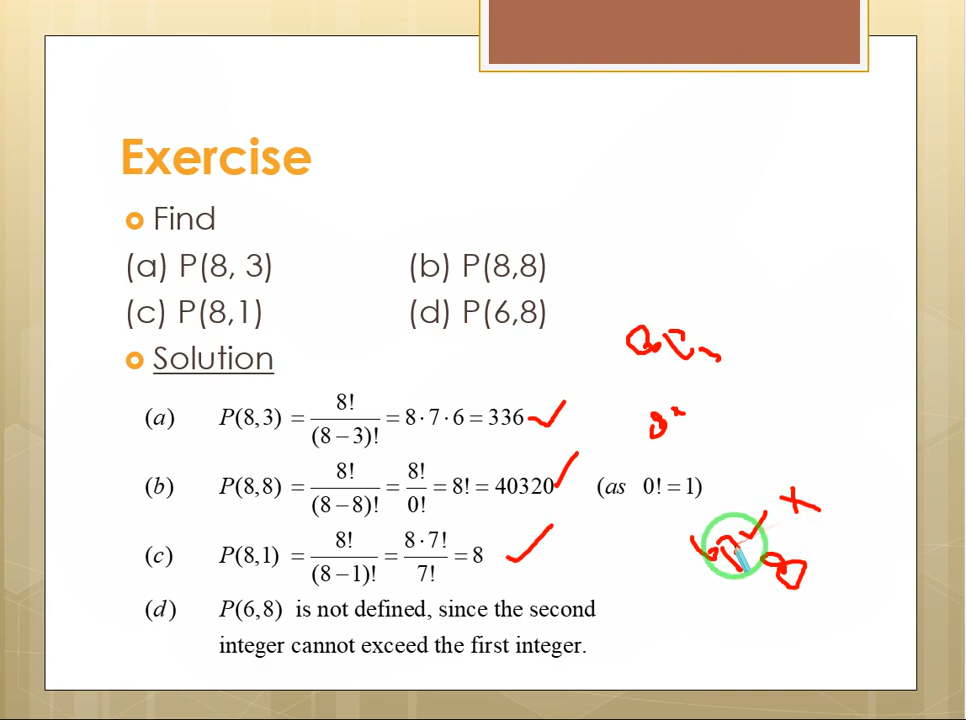 Exercise
Find
(a) P(8, 3) (b) P(8,8)
(c) P(8,1) (d) P(6,8)
Solution
(a) P(8,3) = 8!/(8−3)! = 8·7·6 = 336
(b) P(8,8) = 8!/(8−8)! = 8!/0! = 8! = 40320 (as 0! = 1)
(c) P(8,1) = 8!/(8−1)! = 8·7!/7! = 8
(d) P(6,8) is not defined, since the second
integer cannot exceed the first integer.